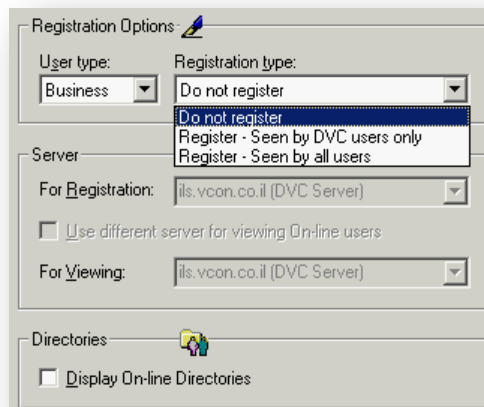 Registration Options
User type:
Registration type:
Business
Do not register
Do not register
Register - Seen by DVC users only
Register - Seen by all users
Server
For Registration:
ils.vcon.co.il (DVC Server)
Use different server for viewing On-line users
For Viewing:
ils.vcon.co.il (DVC Server)
Directories
Display On-line Directories